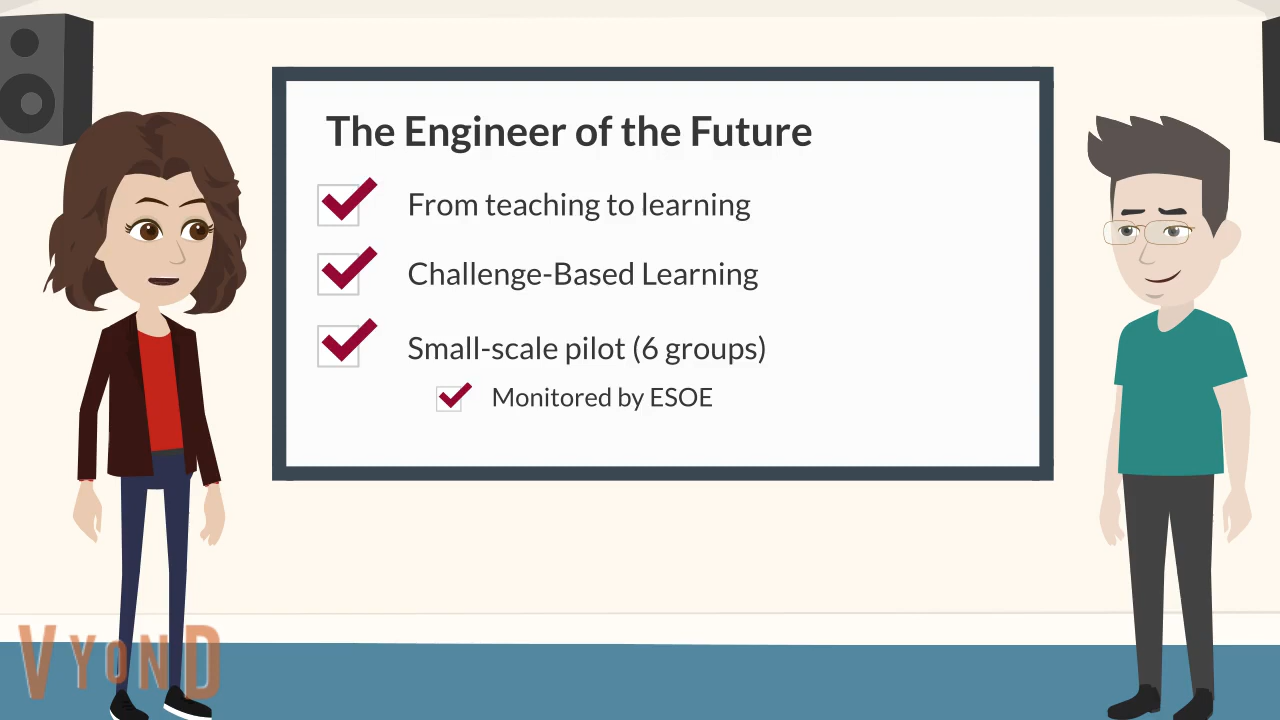 The Engineer of the Future
From teaching to learning
Challenge-Based Learning
Small-scale pilot (6 groups)
Monitored by ESOE
VYOND